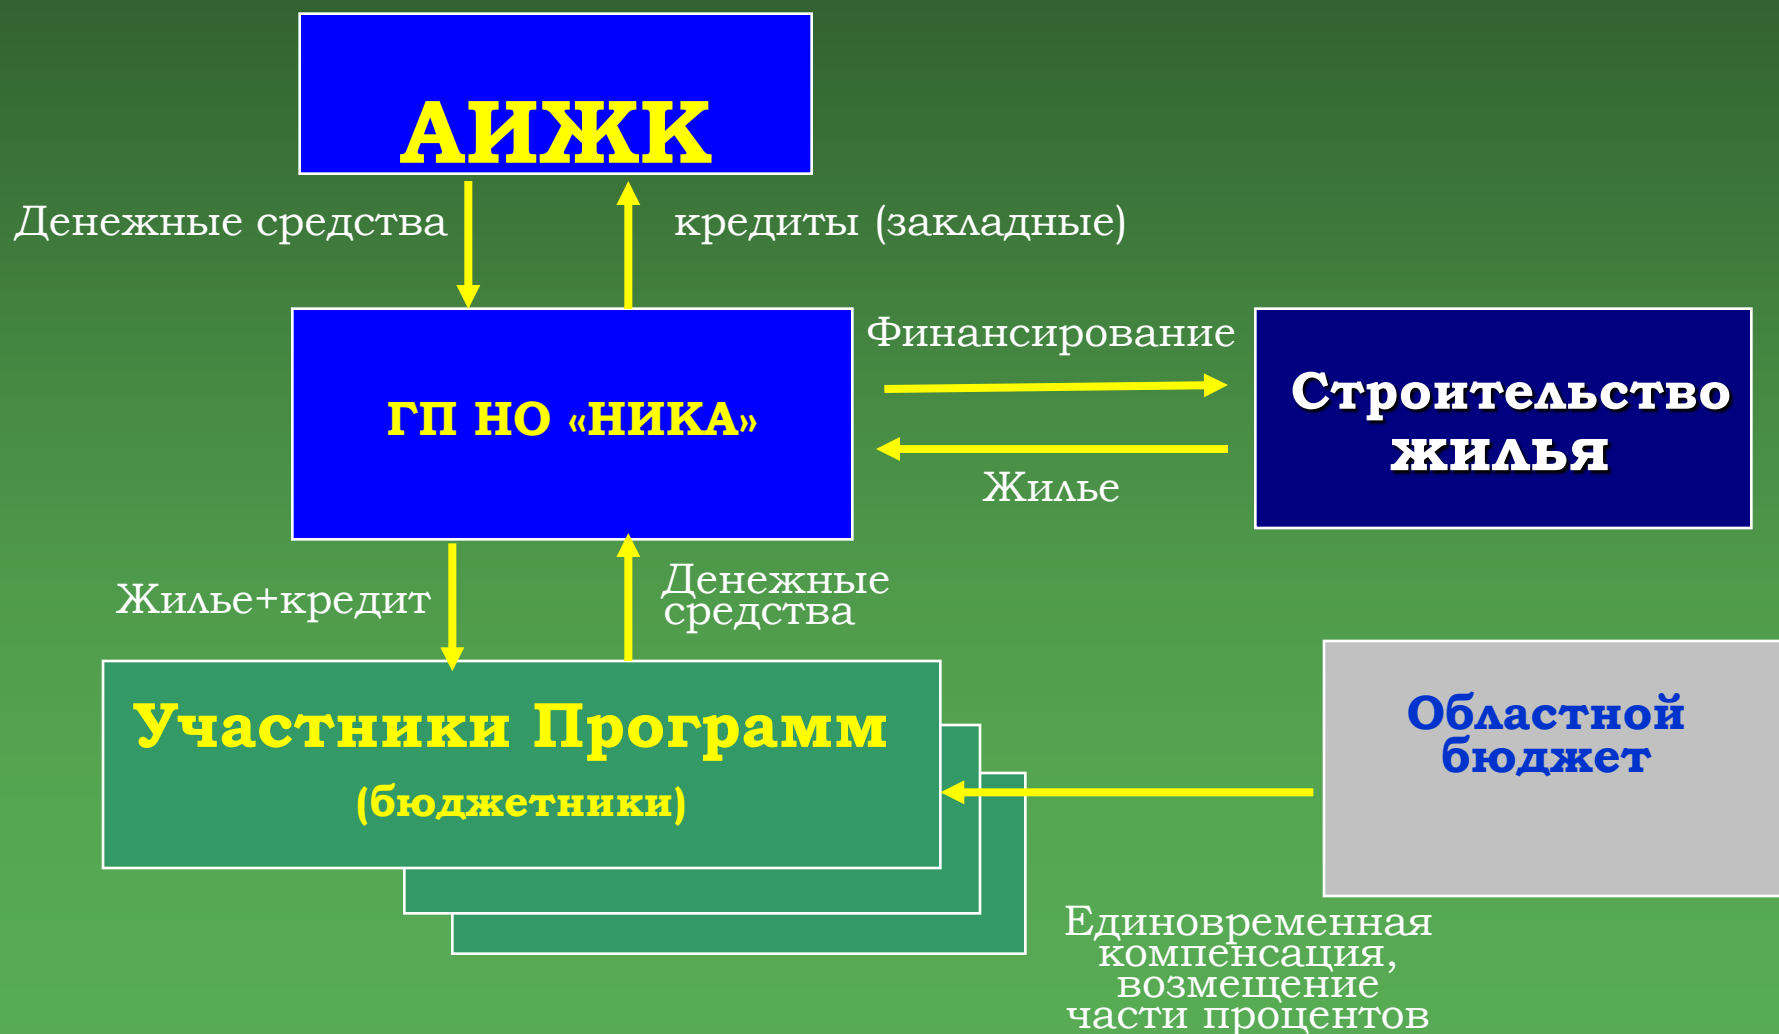 АИЖК
Денежные средства
кредиты (закладные)
Финансирование
ГП НО «НИКА»
Строительство
жилья
Жилье
Жилье+кредит
Денежные
средства
Участники Программ
(бюджетники)
Областной
бюджет
Единовременная
компенсация,
возмещение
части процентов